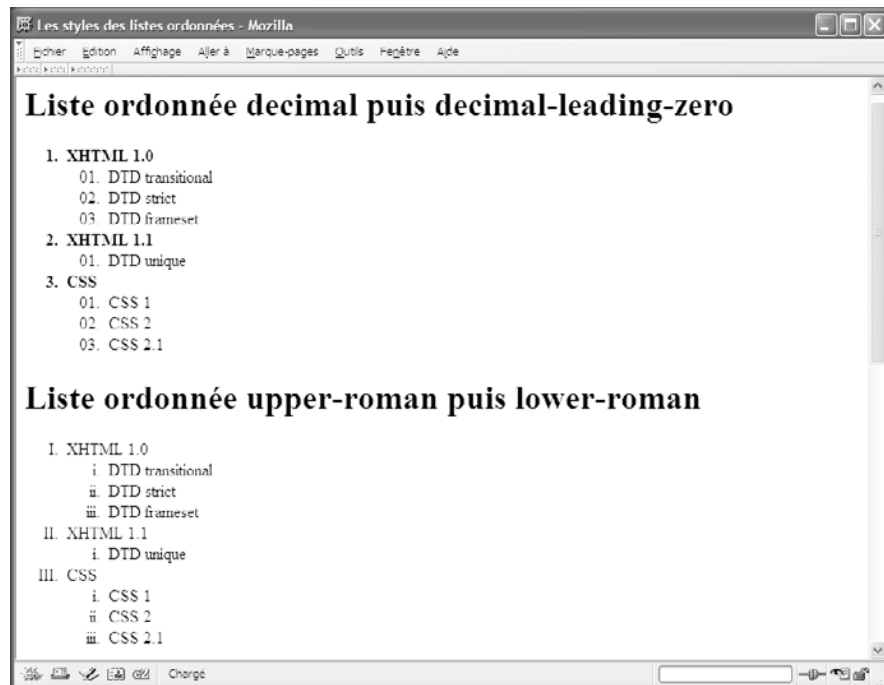 Les styles des listes ordonnées - Mozilla
Fichier Edition Affichage Aller à Marque-pages Outils Fenêtre Aide
Liste ordonnée decimal puis decimal-leading-zero
1. XHTML 1.0
01. DTD transitional
02. DTD strict
03. DTD frameset
2. XHTML 1.1
01. DTD unique
3. CSS
01. CSS 1
02. CSS 2
03. CSS 2.1
Liste ordonnée upper-roman puis lower-roman
I. XHTML 1.0
i. DTD transitional
ii. DTD strict
iii. DTD frameset
II. XHTML 1.1
i. DTD unique
III. CSS
i. CSS 1
ii. CSS 2
iii. CSS 2.1
Chargé